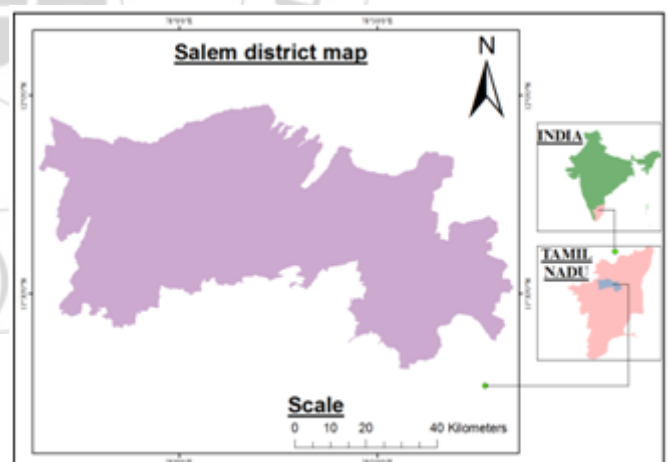 Salem district map
N
INDIA
TAMIL
NADU
Scale
0 10 20 40 Kilometers